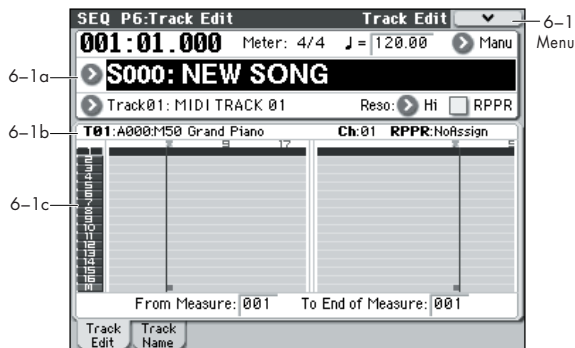 SEQ P6:Track Edit Track Edit
6–1
Menu
001:01.000 Meter: 4/4 ♩= 120.00 Manu
6–1a
S000: NEW SONG
Track01: MIDI TRACK 01 Reso: Hi RPPR
6–1b
T01:A000:M50 Grand Piano Ch:01 RPPR:NoAssign
9 17
6–1c
1
2
3
4
5
6
7
8
9
10
11
12
13
14
15
16
M
From Measure: 001 To End of Measure: 001
Track Edit
Track Name